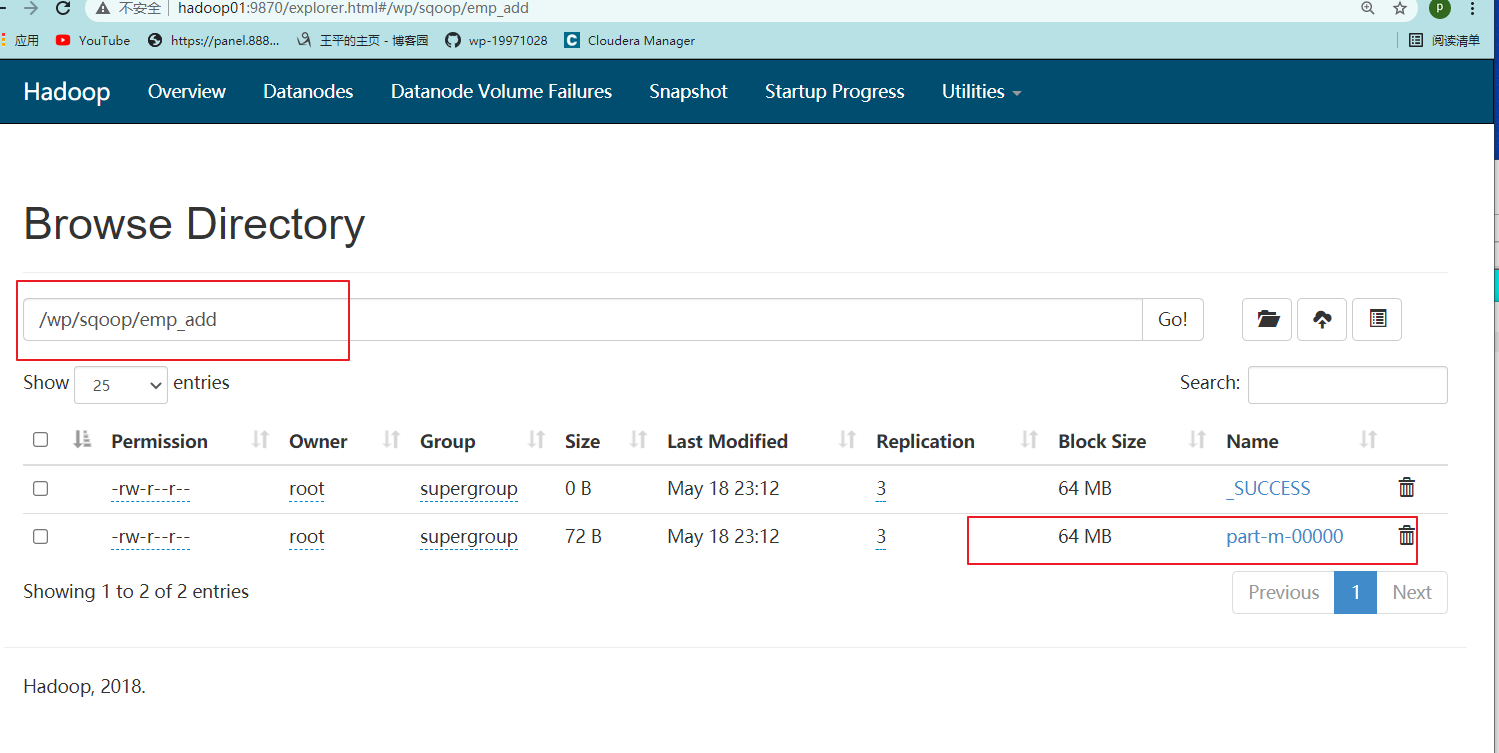 不安全 hadoop01:9870/explorer.html#/wp/sqoop/emp_add p
应用 YouTube https://panel.888... 王平的主页 - 博客园 wp-19971028 Cloudera Manager 阅读清单
Hadoop Overview Datanodes Datanode Volume Failures Snapshot Startup Progress Utilities
Browse Directory
/wp/sqoop/emp_add Go!
Show 25 entries Search:
Permission Owner Group Size Last Modified Replication Block Size Name
-rw-r--r-- root supergroup 0 B May 18 23:12 3 64 MB _SUCCESS
-rw-r--r-- root supergroup 72 B May 18 23:12 3 64 MB part-m-00000
Showing 1 to 2 of 2 entries Previous 1 Next
Hadoop, 2018.